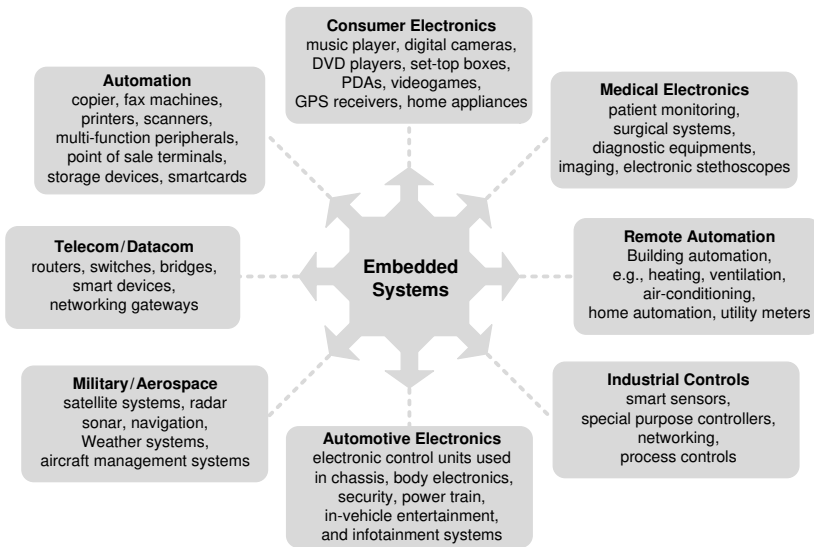 Consumer Electronics
music player, digital cameras,
DVD players, set-top boxes,
PDAs, videogames,
GPS receivers, home appliances
Automation
copier, fax machines,
printers, scanners,
multi-function peripherals,
point of sale terminals,
storage devices, smartcards
Medical Electronics
patient monitoring,
surgical systems,
diagnostic equipments,
imaging, electronic stethoscopes
Telecom/Datacom
routers, switches, bridges,
smart devices,
networking gateways
Embedded
Systems
Remote Automation
Building automation,
e.g., heating, ventilation,
air-conditioning,
home automation, utility meters
Military/Aerospace
satellite systems, radar
sonar, navigation,
Weather systems,
aircraft management systems
Automotive Electronics
electronic control units used
in chassis, body electronics,
security, power train,
in-vehicle entertainment,
and infotainment systems
Industrial Controls
smart sensors,
special purpose controllers,
networking,
process controls